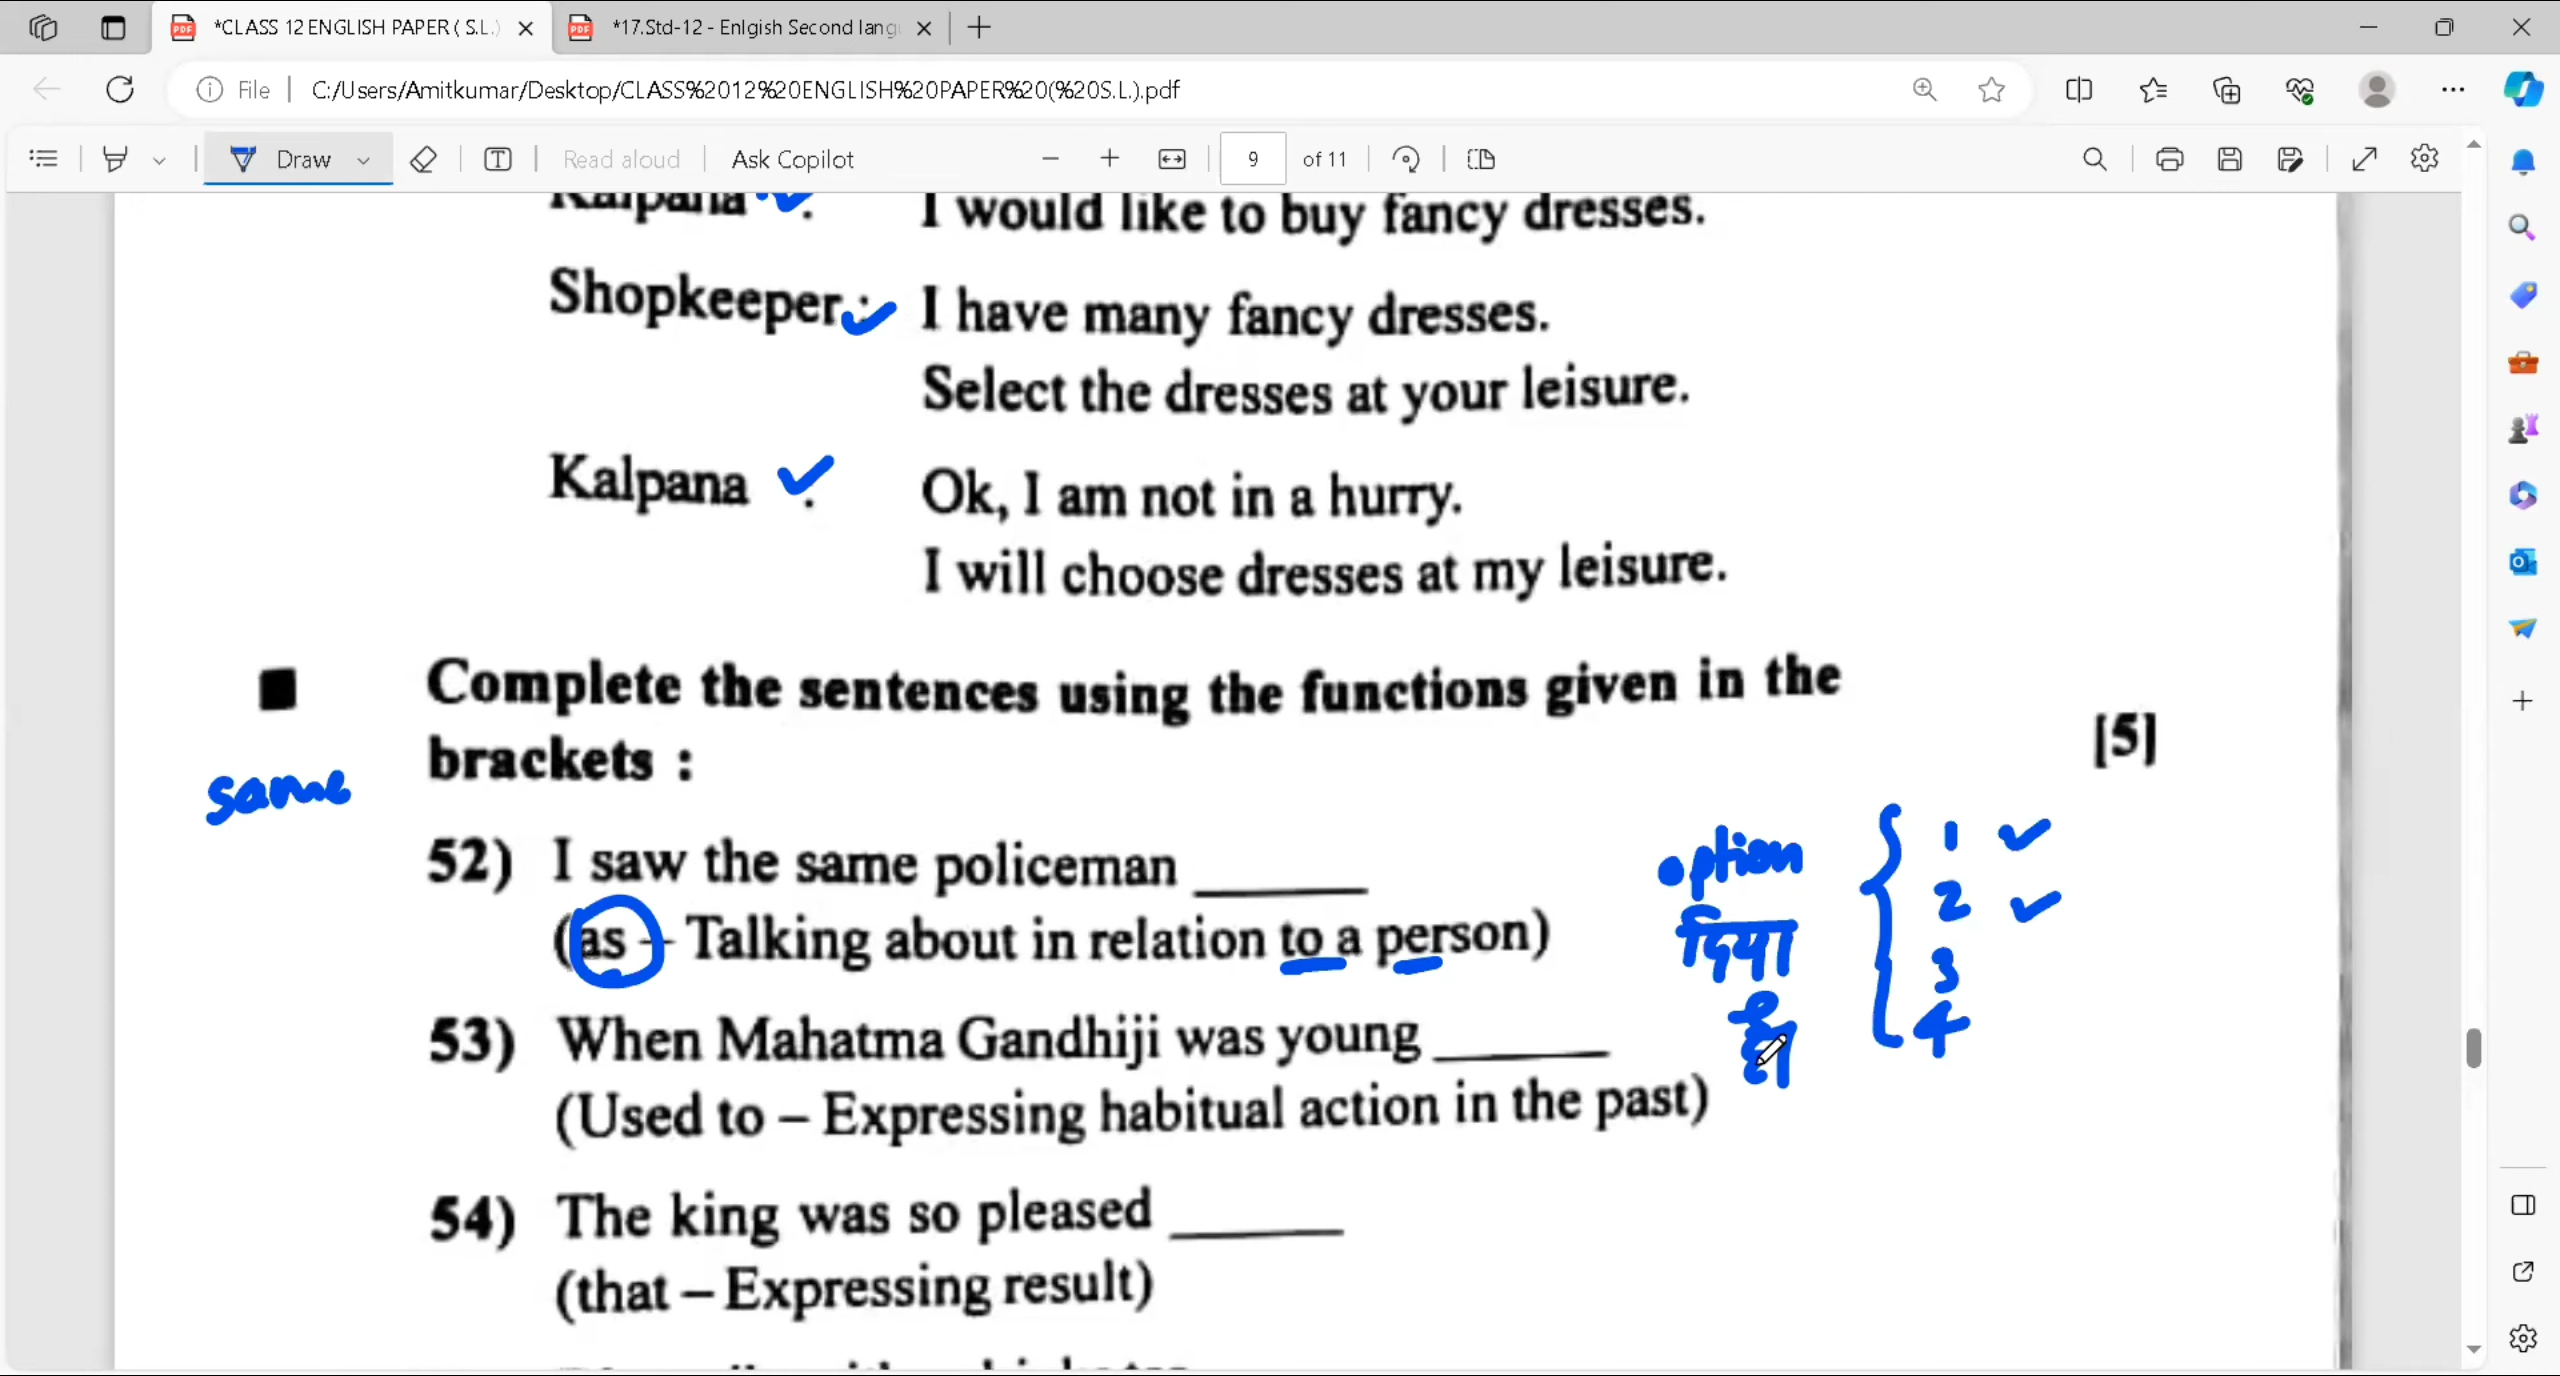 *CLASS 12 ENGLISH PAPER ( S.L.)
*17.Std-12 - Enlgish Second lang
File
C:/Users/Amitkumar/Desktop/CLASS%2012%20ENGLISH%20PAPER%20(%20S.L.).pdf
Draw
Read aloud
Ask Copilot
9 of 11
Kalpana : I would like to buy fancy dresses.
Shopkeeper : I have many fancy dresses.
Select the dresses at your leisure.
Kalpana : Ok, I am not in a hurry.
I will choose dresses at my leisure.
Complete the sentences using the functions given in the
brackets :
[5]
same
52) I saw the same policeman ______
(as – Talking about in relation to a person)
option
दिया
है
1
2
3
4
53) When Mahatma Gandhiji was young ______
(Used to – Expressing habitual action in the past)
54) The king was so pleased ______
(that – Expressing result)